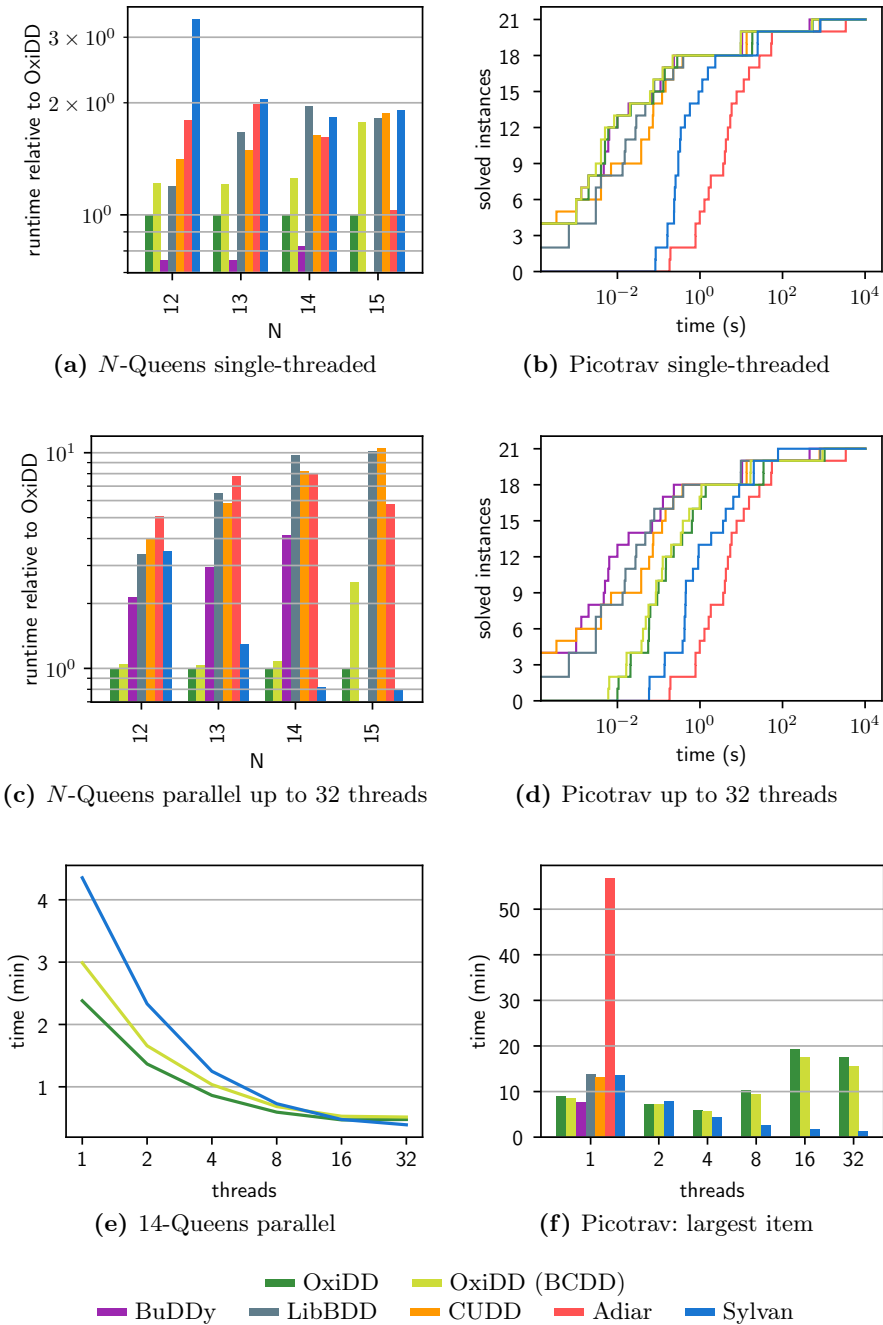 3 × 10⁰
2 × 10⁰
10⁰
runtime relative to OxiDD
12
13
14
15
N
(a) N-Queens single-threaded
21
18
15
12
9
6
3
0
solved instances
10⁻²
10⁰
10²
10⁴
time (s)
(b) Picotrav single-threaded
10¹
10⁰
runtime relative to OxiDD
12
13
14
15
N
(c) N-Queens parallel up to 32 threads
21
18
15
12
9
6
3
0
solved instances
10⁻²
10⁰
10²
10⁴
time (s)
(d) Picotrav up to 32 threads
4
3
2
1
time (min)
1
2
4
8
16
32
threads
(e) 14-Queens parallel
50
40
30
20
10
0
time (min)
1
2
4
8
16
32
threads
(f) Picotrav: largest item
OxiDD OxiDD (BCDD)
BuDDy LibBDD CUDD Adiar Sylvan